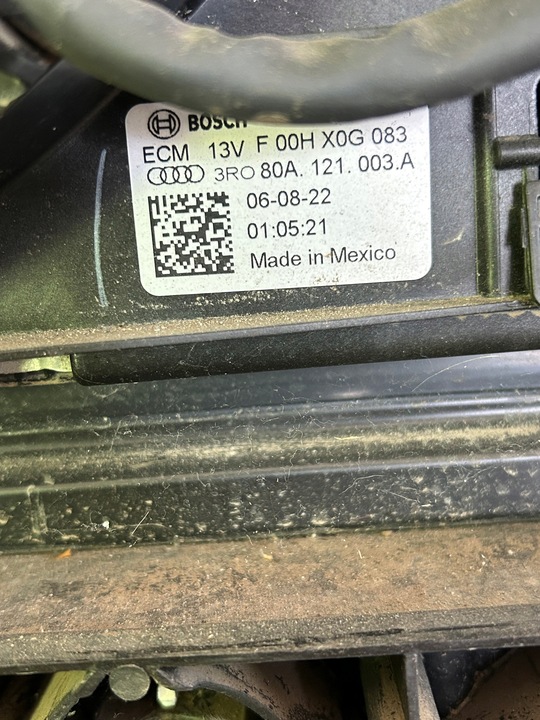 BOSCH
ECM 13V F 00H X0G 083
3RO 80A. 121. 003.A
06-08-22
01:05:21
Made in Mexico